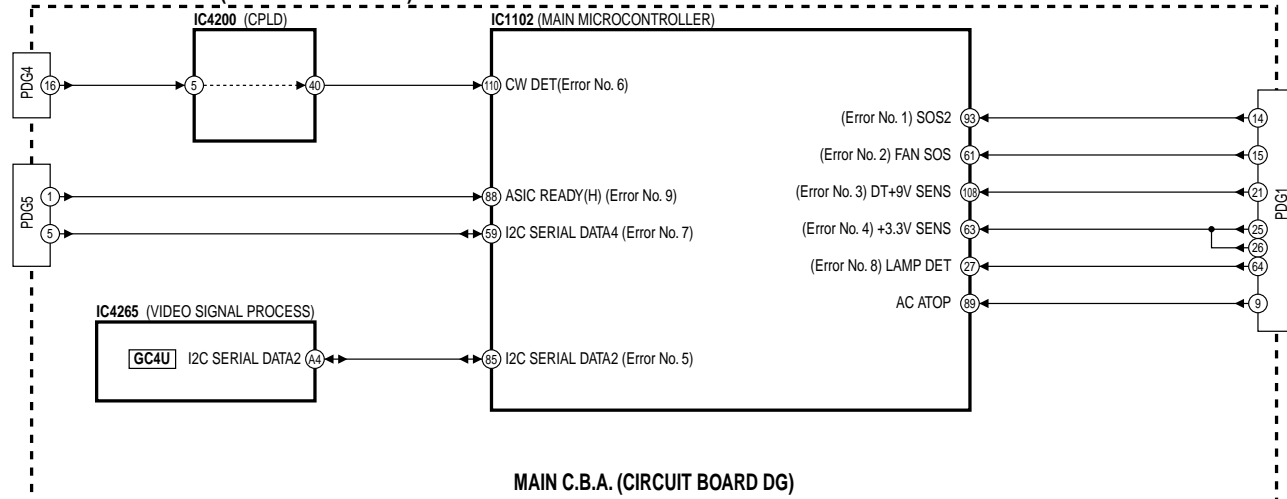 IC4200 (CPLD)
IC1102 (MAIN MICROCONTROLLER)
PDG4
16
5
40
110 CW DET(Error No. 6)
(Error No. 1) SOS2 93
14
(Error No. 2) FAN SOS 61
15
PDG5
1
88 ASIC READY(H) (Error No. 9)
(Error No. 3) DT+9V SENS 108
21
PDG1
5
59 I2C SERIAL DATA4 (Error No. 7)
(Error No. 4) +3.3V SENS 63
25
26
(Error No. 8) LAMP DET 27
64
AC ATOP 89
9
IC4265 (VIDEO SIGNAL PROCESS)
GC4U I2C SERIAL DATA2 A4
85 I2C SERIAL DATA2 (Error No. 5)
MAIN C.B.A. (CIRCUIT BOARD DG)